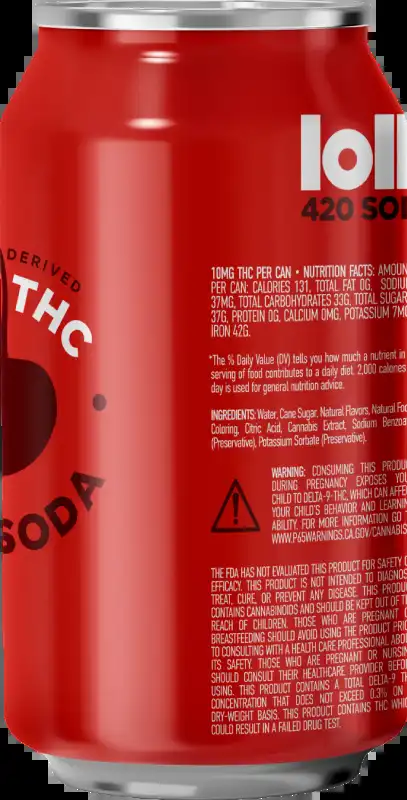 DERIVED
THC
SODA
loll
420 SOD
10MG THC PER CAN • NUTRITION FACTS: AMOUN
PER CAN: CALORIES 131, TOTAL FAT 0G, SODIU
37MG, TOTAL CARBOHYDRATES 33G, TOTAL SUGAR
37G, PROTEIN 0G, CALCIUM 0MG, POTASSIUM 7MG
IRON 42G.
*The % Daily Value (DV) tells you how much a nutrient in
serving of food contributes to a daily diet. 2,000 calories
day is used for general nutrition advice.
INGREDIENTS: Water, Cane Sugar, Natural Flavors, Natural Foo
Coloring, Citric Acid, Cannabis Extract, Sodium Benzoa
(Preservative), Potassium Sorbate (Preservative).
WARNING: CONSUMING THIS PRODU
DURING PREGNANCY EXPOSES YOU
CHILD TO DELTA-9-THC, WHICH CAN AFFE
YOUR CHILD'S BEHAVIOR AND LEARNIN
ABILITY. FOR MORE INFORMATION GO
WWW.P65WARNINGS.CA.GOV/CANNABIS
THE FDA HAS NOT EVALUATED THIS PRODUCT FOR SAFETY O
EFFICACY. THIS PRODUCT IS NOT INTENDED TO DIAGNOS
TREAT, CURE, OR PREVENT ANY DISEASE. THIS PRODU
CONTAINS CANNABINOIDS AND SHOULD BE KEPT OUT OF T
REACH OF CHILDREN. THOSE WHO ARE PREGNANT O
BREASTFEEDING SHOULD AVOID USING THE PRODUCT PRIO
TO CONSULTING WITH A HEALTH CARE PROFESSIONAL ABOU
ITS SAFETY. THOSE WHO ARE PREGNANT OR NURSIN
SHOULD CONSULT THEIR HEALTHCARE PROVIDER BEFOR
USING. THIS PRODUCT CONTAINS A TOTAL DELTA-9 TH
CONCENTRATION THAT DOES NOT EXCEED 0.3% ON
DRY-WEIGHT BASIS. THIS PRODUCT CONTAINS THC WHIC
COULD RESULT IN A FAILED DRUG TEST.